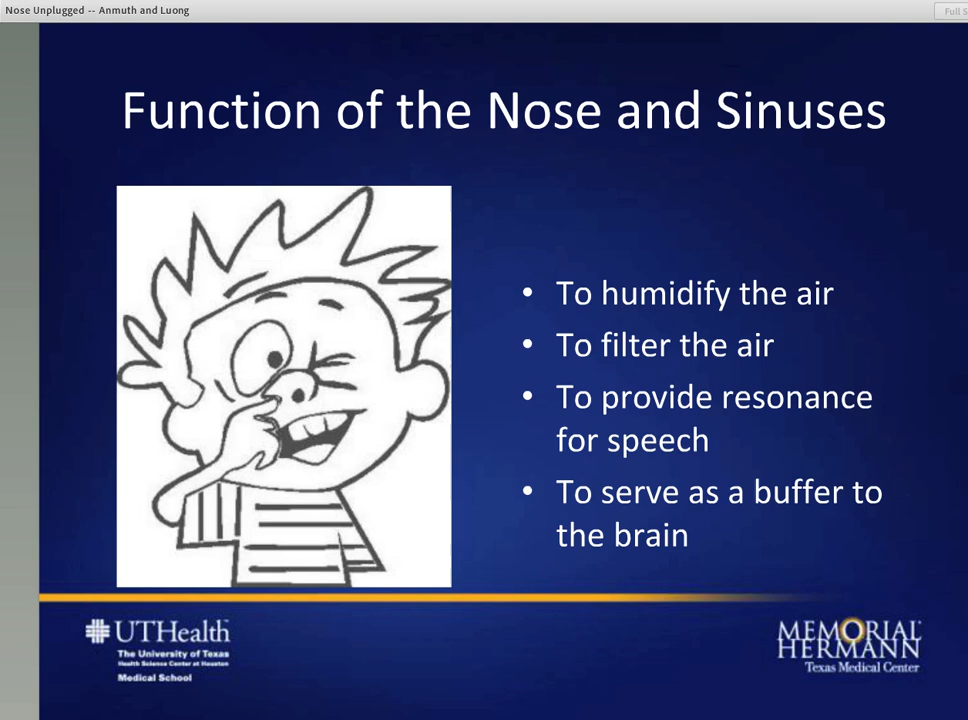 Nose Unplugged -- Anmuth and Luong
Full S
Function of the Nose and Sinuses
• To humidify the air
• To filter the air
• To provide resonance
for speech
• To serve as a buffer to
the brain
UTHealth
The University of Texas
Health Science Center at Houston
Medical School
MEMORIAL
HERMANN
Texas Medical Center